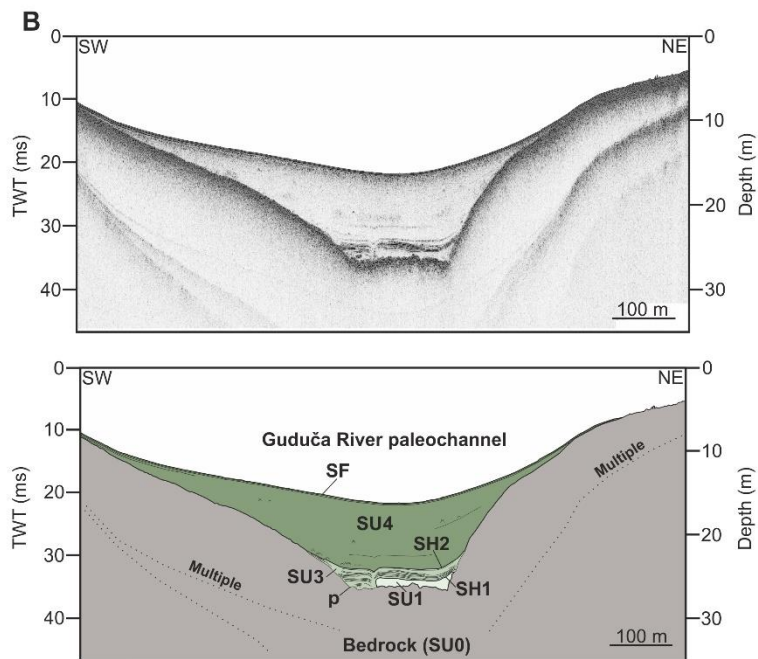 B
SW
NE
0
10
20
30
40
TWT (ms)
0
10
20
30
Depth (m)
100 m
SW
NE
0
10
20
30
40
TWT (ms)
0
10
20
30
Depth (m)
Guduča River paleochannel
SF
Multiple
SU4
SH2
SU3
SH1
Multiple
p
SU1
Bedrock (SU0)
100 m